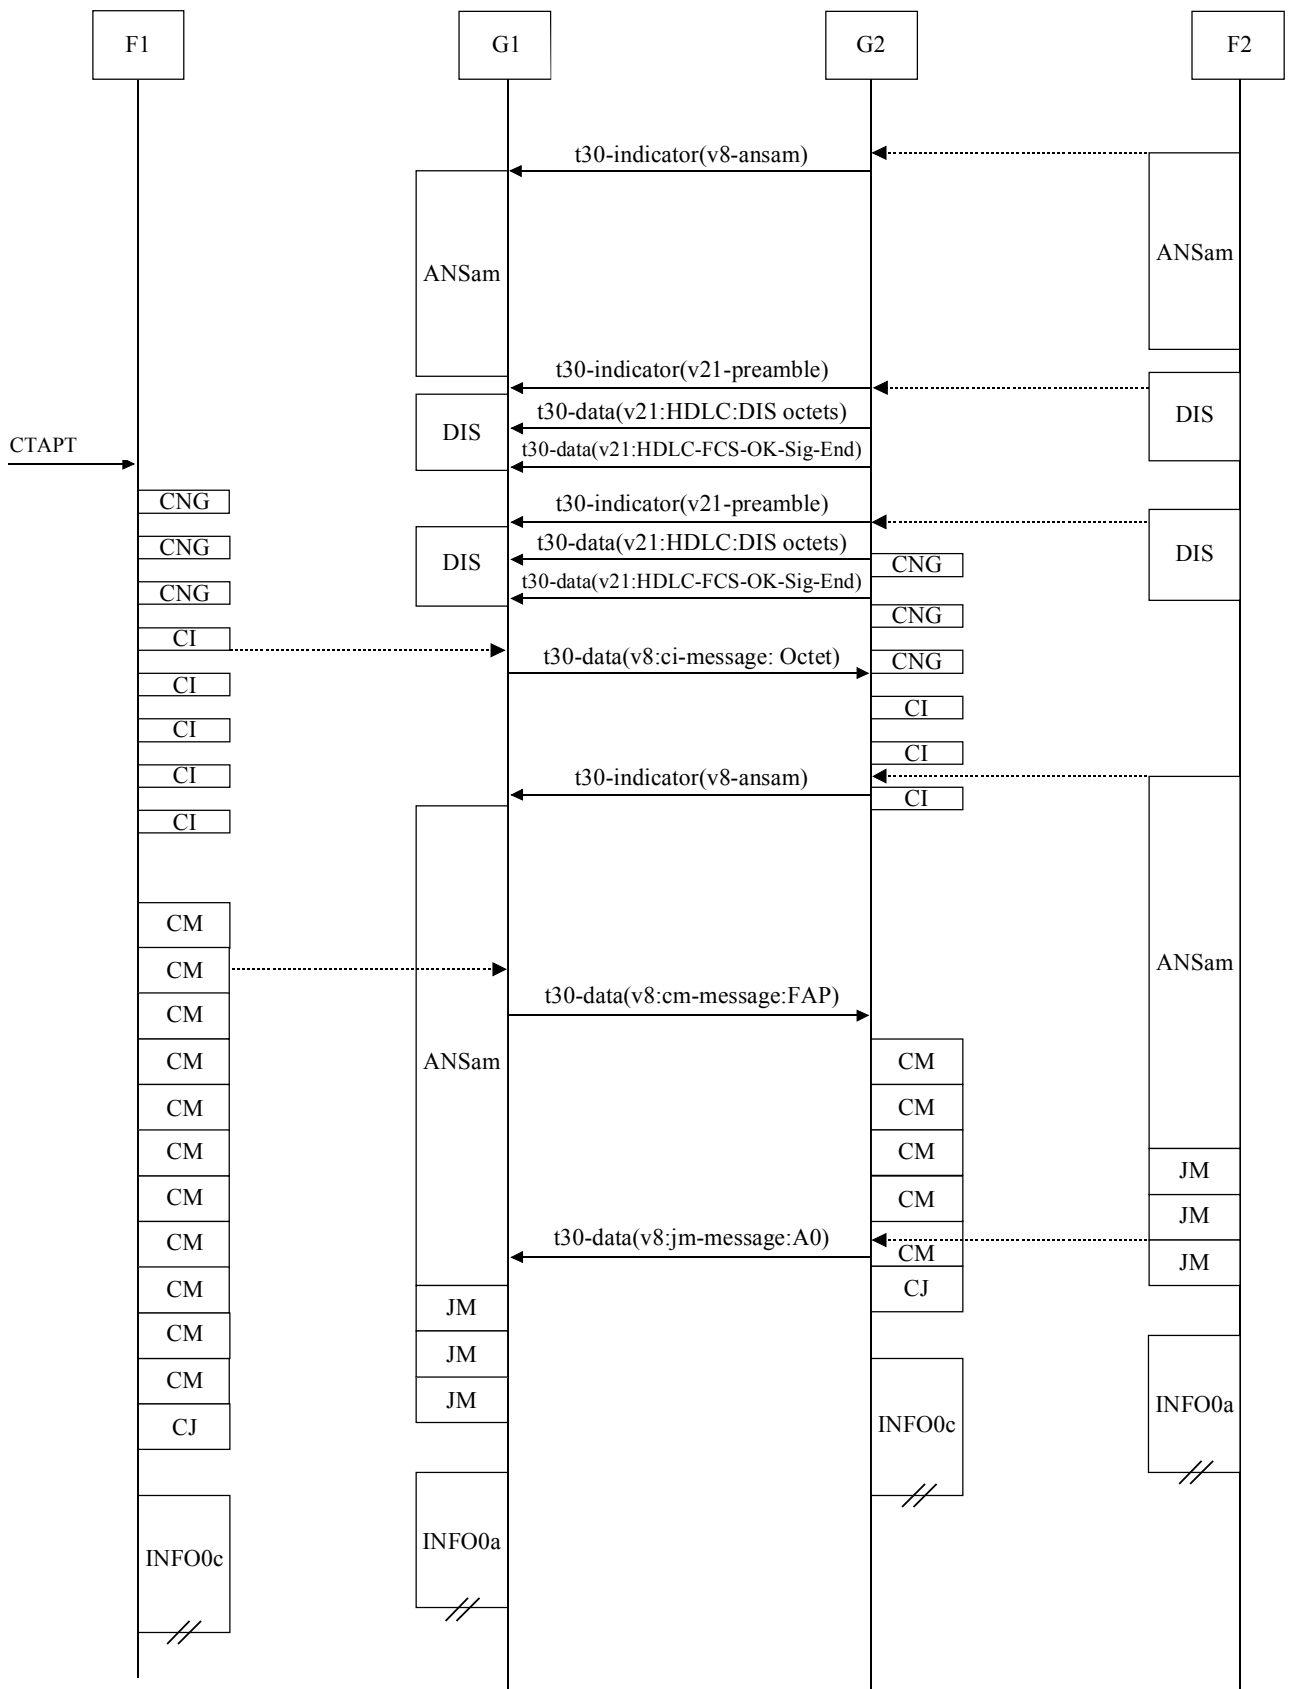 F1
G1
G2
F2
t30-indicator(v8-ansam)
ANSam
ANSam
t30-indicator(v21-preamble)
t30-data(v21:HDLC:DIS octets)
DIS
DIS
CTAPT
t30-data(v21:HDLC-FCS-OK-Sig-End)
CNG
t30-indicator(v21-preamble)
CNG
t30-data(v21:HDLC:DIS octets)
DIS
DIS
CNG
t30-data(v21:HDLC-FCS-OK-Sig-End)
CNG
CNG
CI
t30-data(v8:ci-message: Octet)
CNG
CI
CI
CI
CI
CI
t30-indicator(v8-ansam)
CI
CI
CM
CM
ANSam
t30-data(v8:cm-message:FAP)
CM
CM
ANSam
CM
CM
CM
CM
CM
JM
CM
CM
JM
CM
t30-data(v8:jm-message:A0)
CM
JM
CM
CJ
JM
CM
JM
CM
JM
INFO0a
CJ
INFO0c
INFO0a
INFO0c